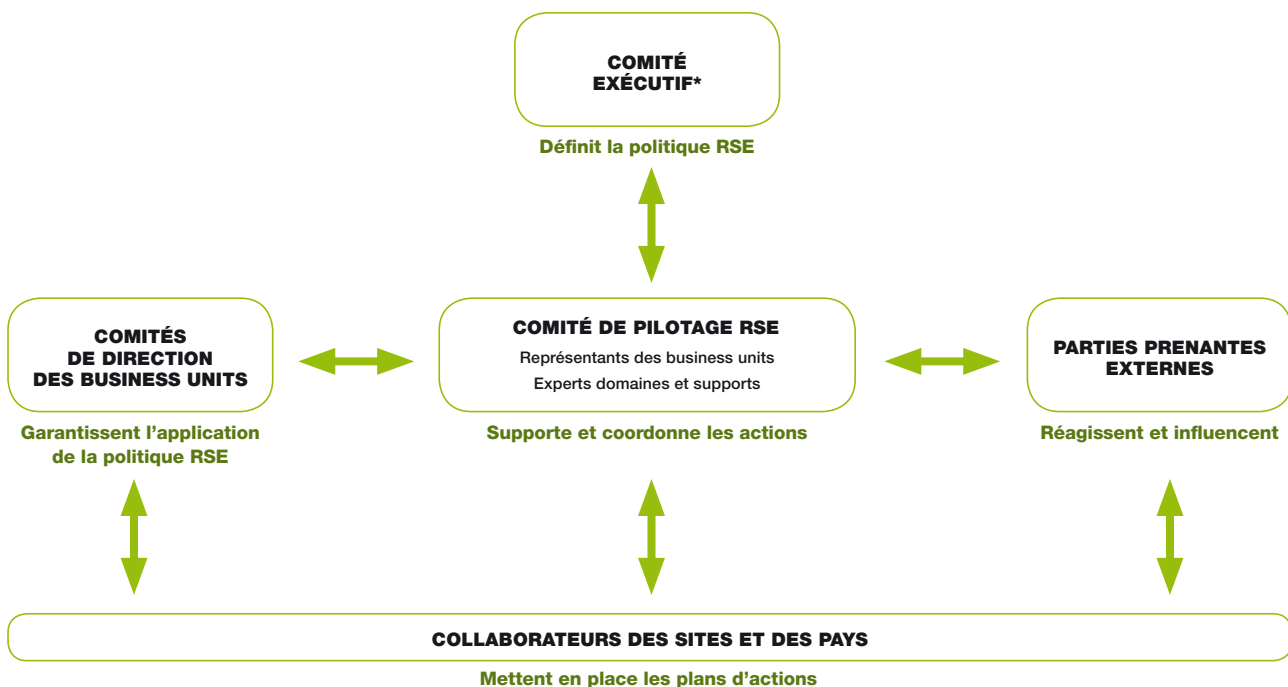 COMITÉ
EXÉCUTIF*
Définit la politique RSE
COMITÉS
DE DIRECTION
DES BUSINESS UNITS
Garantissent l’application
de la politique RSE
COMITÉ DE PILOTAGE RSE
Représentants des business units
Experts domaines et supports
Supporte et coordonne les actions
PARTIES PRENANTES
EXTERNES
Réagissent et influencent
COLLABORATEURS DES SITES ET DES PAYS
Mettent en place les plans d’actions